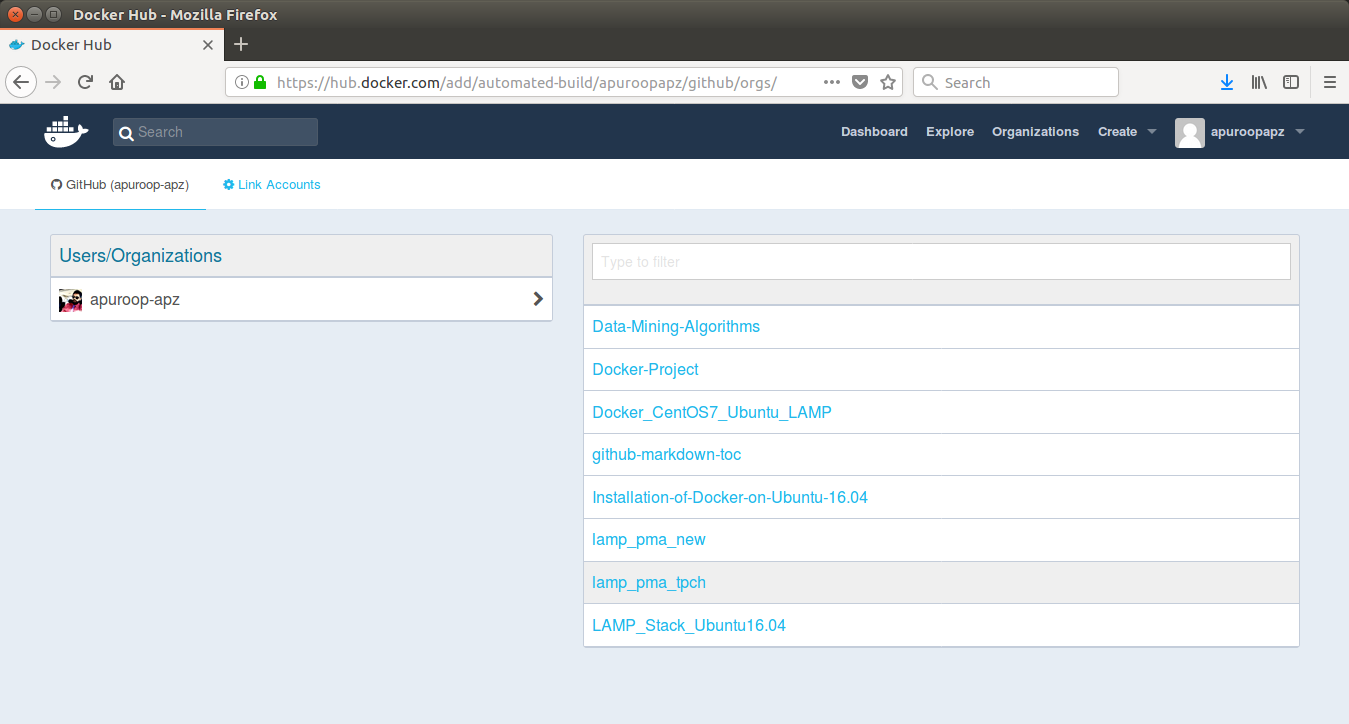 Docker Hub - Mozilla Firefox
Docker Hub
https://hub.docker.com/add/automated-build/apuroopapz/github/orgs/
Search
Search
Dashboard Explore Organizations Create apuroopapz
GitHub (apuroop-apz) Link Accounts
Users/Organizations
apuroop-apz
Type to filter
Data-Mining-Algorithms
Docker-Project
Docker_CentOS7_Ubuntu_LAMP
github-markdown-toc
Installation-of-Docker-on-Ubuntu-16.04
lamp_pma_new
lamp_pma_tpch
LAMP_Stack_Ubuntu16.04